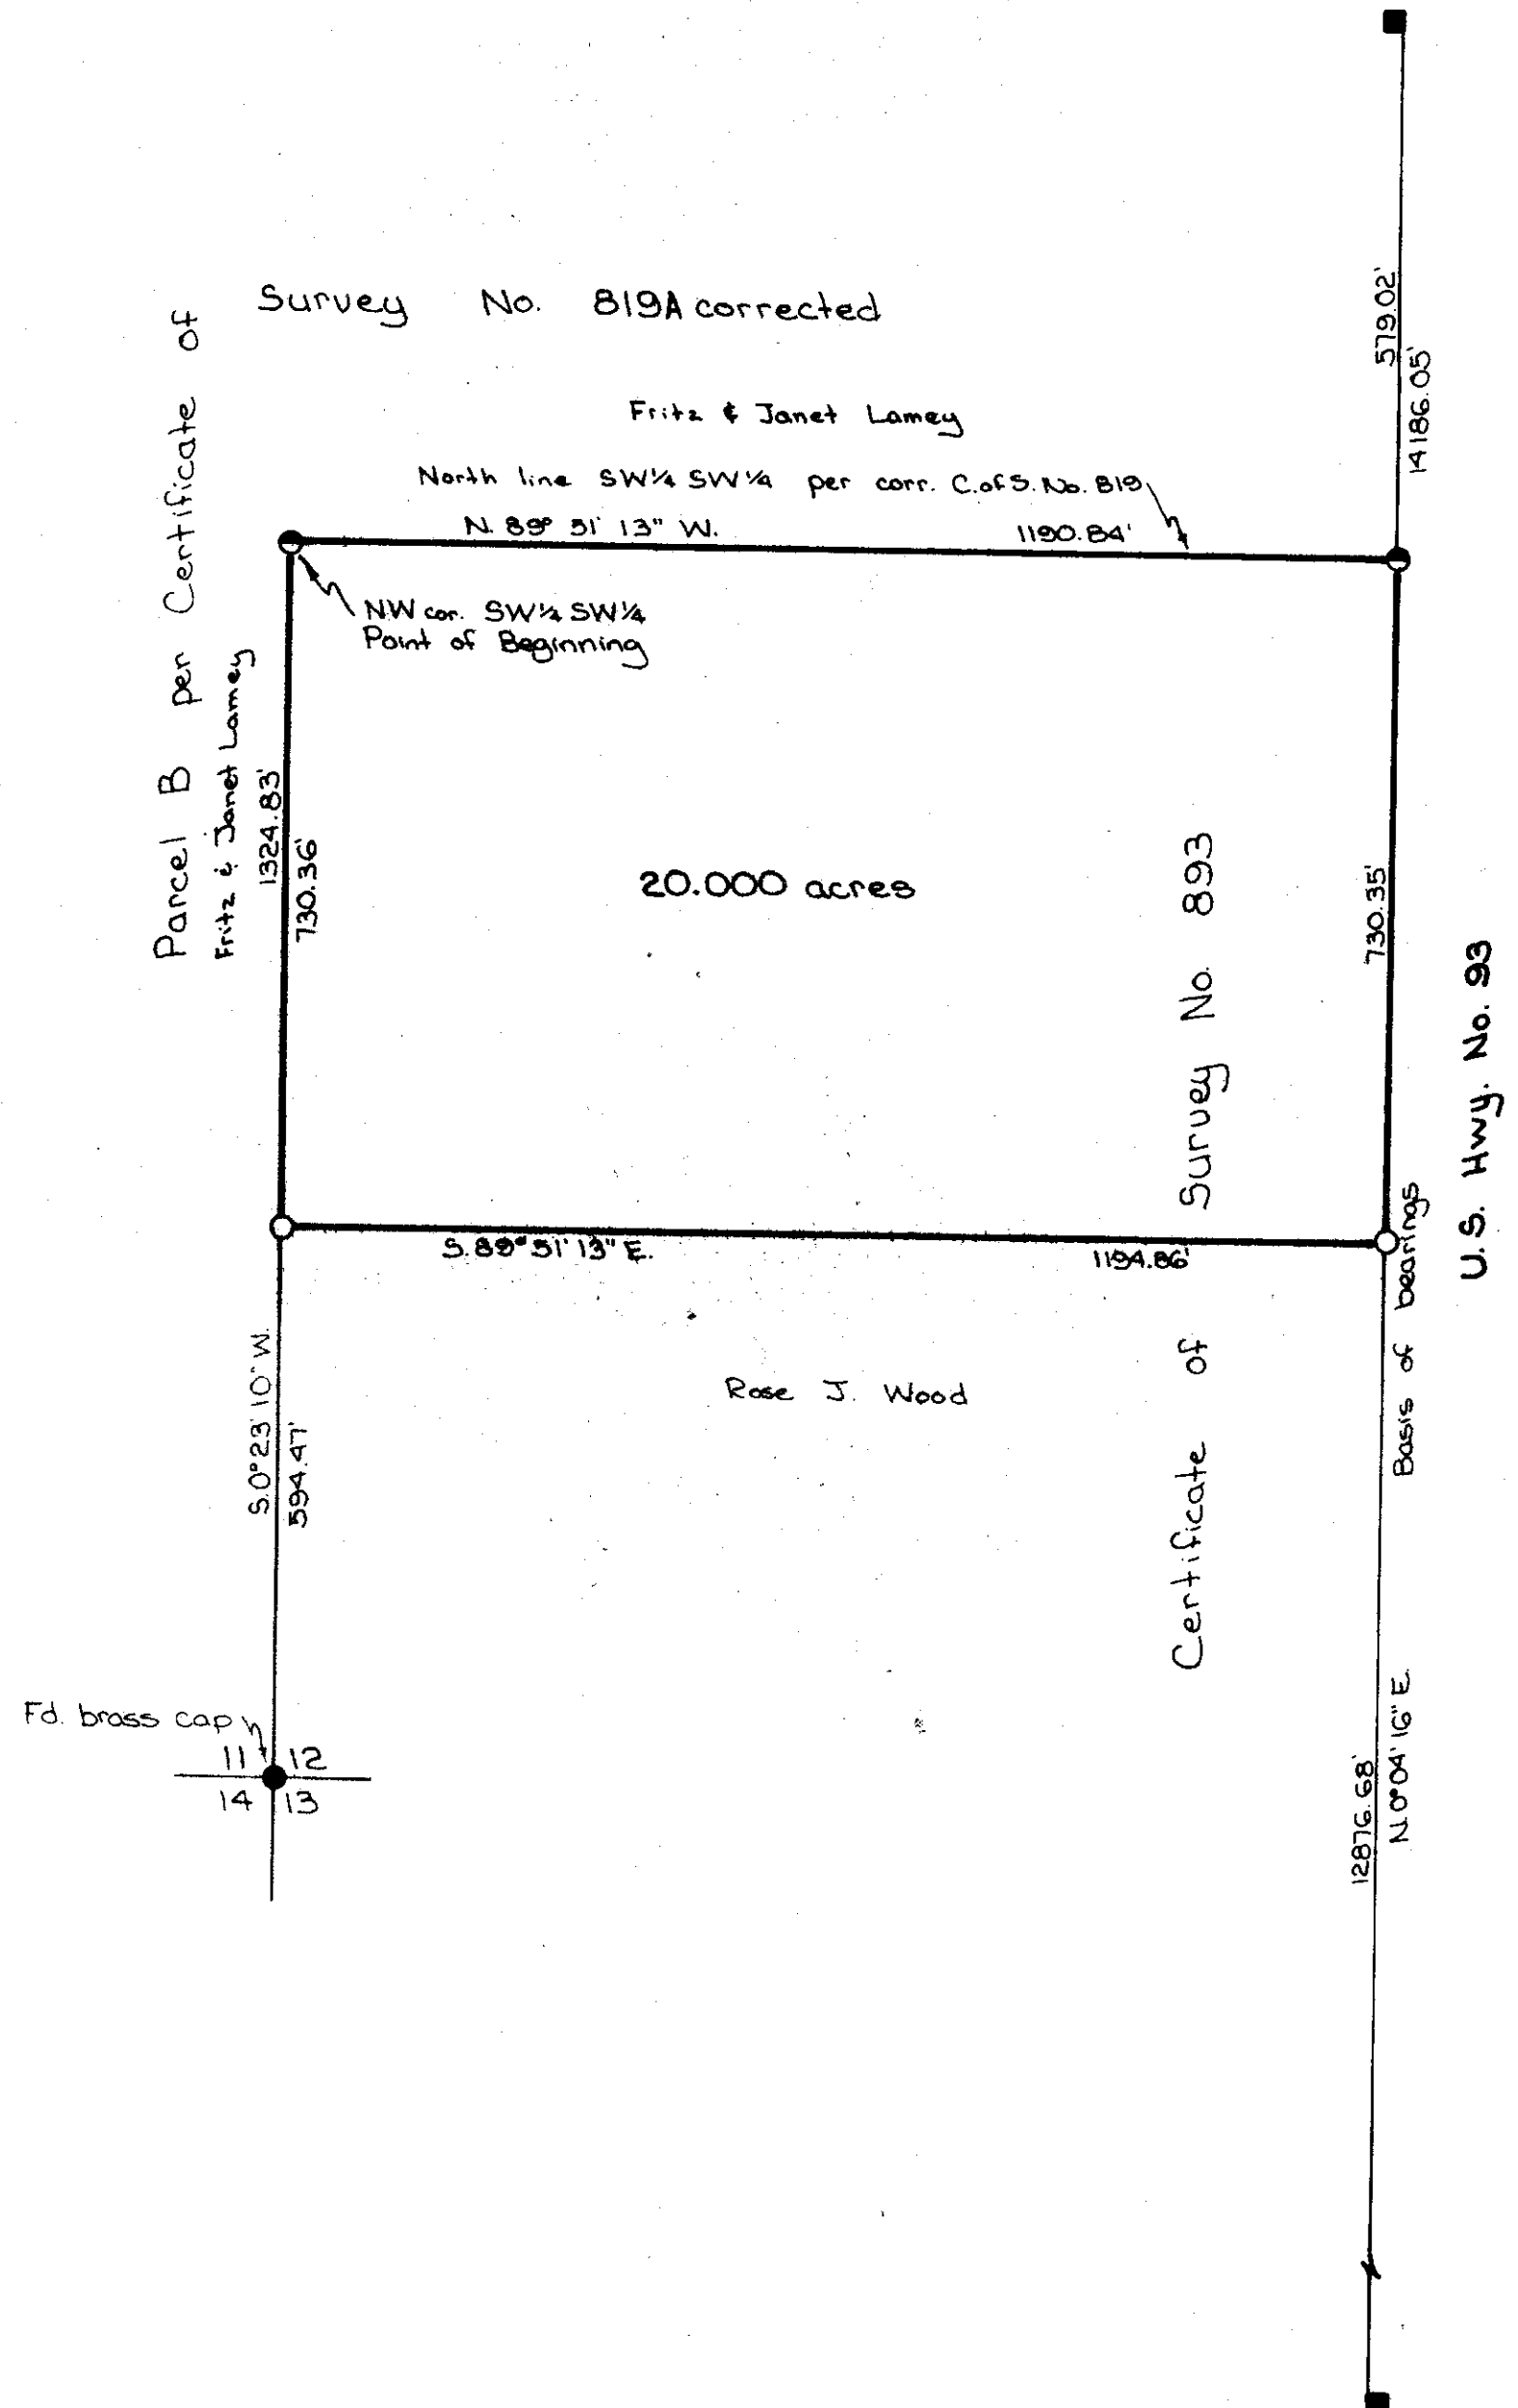 Survey No. 819A corrected
Parcel B per Certificate of
Fritz & Janet Lamey
Fritz & Janet Lamey
North line SW¼ SW¼ per corr. C.of S. No. 819
N. 89° 51' 13" W. 1190.84'
NW cor. SW¼ SW¼
Point of Beginning
579.02'
14186.05'
1324.83'
730.36'
20.000 acres
730.35'
U.S. Hwy. No. 93
S. 89° 51' 13" E. 1194.86'
Certificate of Survey No. 893
Basis of bearings
S. 0° 23' 10" W.
594.47'
Rose J. Wood
Fd. brass cap
11 12
14 13
12876.68'
N. 0° 04' 16" E.